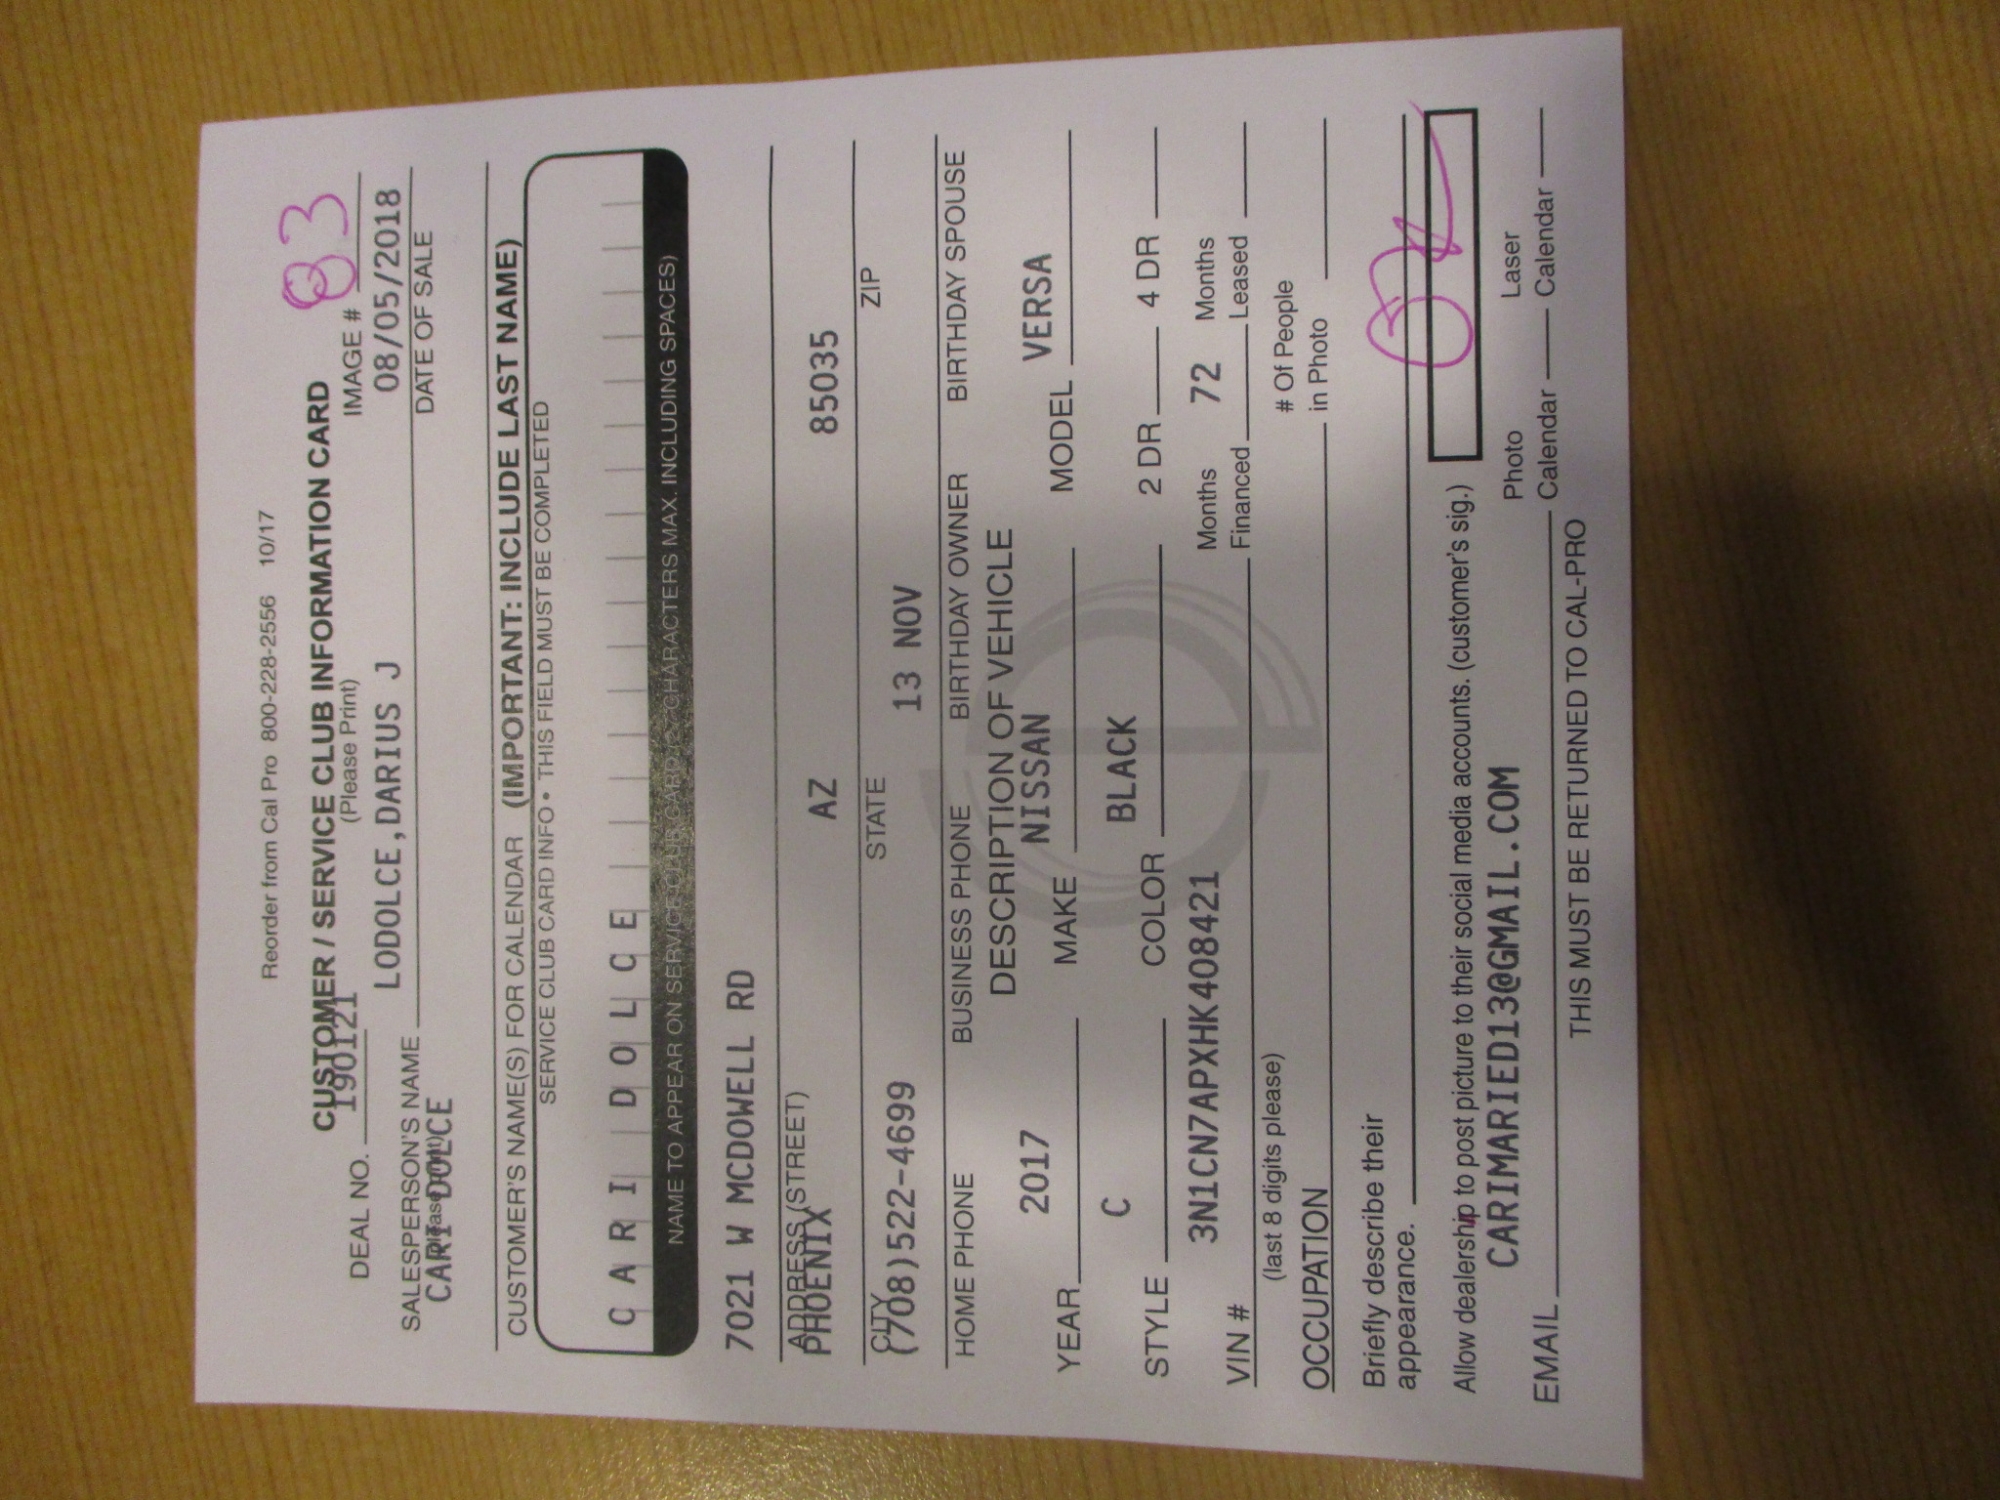 Reorder from Cal Pro 800-228-2556 10/17
CUSTOMER / SERVICE CLUB INFORMATION CARD
(Please Print)
DEAL NO. 190121 IMAGE # 83
LODOLCE,DARIUS J 08/05/2018
SALESPERSON'S NAME DATE OF SALE
CARI DOLCE
CUSTOMER'S NAME(S) FOR CALENDAR (IMPORTANT: INCLUDE LAST NAME)
SERVICE CLUB CARD INFO • THIS FIELD MUST BE COMPLETED
CARI DOLCE
NAME TO APPEAR ON SERVICE CLUB CARD (27 CHARACTERS MAX. INCLUDING SPACES)
7021 W MCDOWELL RD
ADDRESS (STREET)
PHOENIX AZ 85035
CITY STATE ZIP
(708)522-4699 13 NOV
HOME PHONE BUSINESS PHONE BIRTHDAY OWNER BIRTHDAY SPOUSE
DESCRIPTION OF VEHICLE
YEAR 2017 MAKE NISSAN MODEL VERSA
STYLE C COLOR BLACK 2 DR 4 DR
VIN # 3N1CN7APXHK408421 Months Financed 72 Months Leased
(last 8 digits please)
OCCUPATION # Of People in Photo
Briefly describe their
appearance.
Allow dealership to post picture to their social media accounts. (customer's sig.)
EMAIL CARIMARIED13@GMAIL.COM Photo Calendar Laser Calendar
THIS MUST BE RETURNED TO CAL-PRO